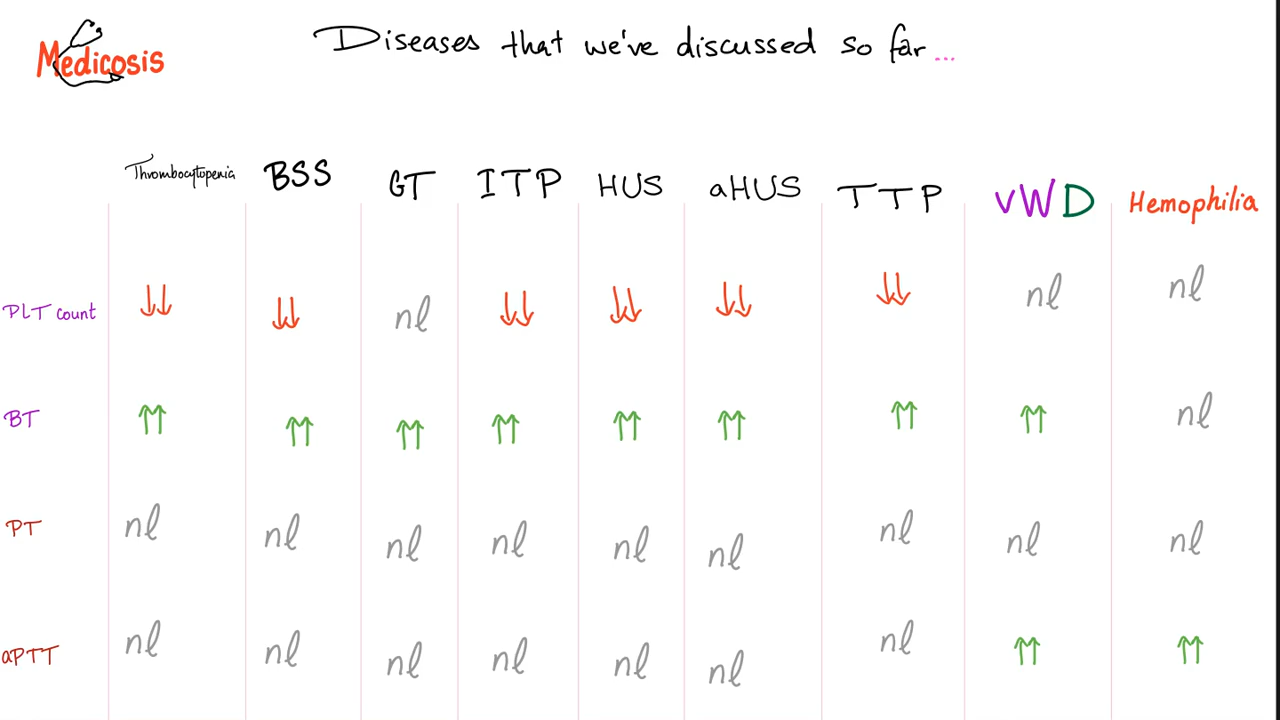 Medicosis
Diseases that we've discussed so far...
Thrombocytopenia BSS GT ITP HUS aHUS TTP vWD Hemophilia
PLT count ↓↓ ↓↓ nl ↓↓ ↓↓ ↓↓ ↓↓ nl nl
BT ↑↑ ↑↑ ↑↑ ↑↑ ↑↑ ↑↑ ↑↑ ↑↑ nl
PT nl nl nl nl nl nl nl nl nl
aPTT nl nl nl nl nl nl nl ↑↑ ↑↑